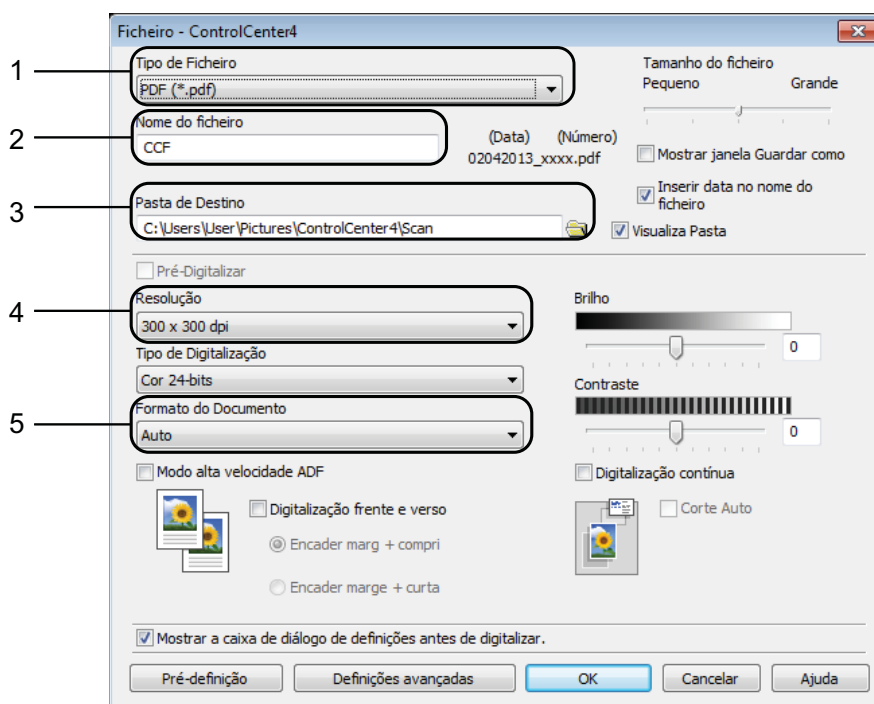 Ficheiro - ControlCenter4
1
Tipo de Ficheiro
PDF (*.pdf)
Tamanho do ficheiro
Pequeno Grande
2
Nome do ficheiro
CCF
(Data) (Número)
02042013_xxxx.pdf
Mostrar janela Guardar como
Inserir data no nome do
ficheiro
3
Pasta de Destino
C:\Users\User\Pictures\ControlCenter4\Scan
Visualiza Pasta
Pré-Digitalizar
4
Resolução
300 x 300 dpi
Brilho
0
Tipo de Digitalização
Cor 24-bits
Contraste
0
5
Formato do Documento
Auto
Modo alta velocidade ADF
Digitalização contínua
Digitalização frente e verso
Corte Auto
Encader marg + compri
Encader marge + curta
Mostrar a caixa de diálogo de definições antes de digitalizar.
Pré-definição Definições avançadas OK Cancelar Ajuda